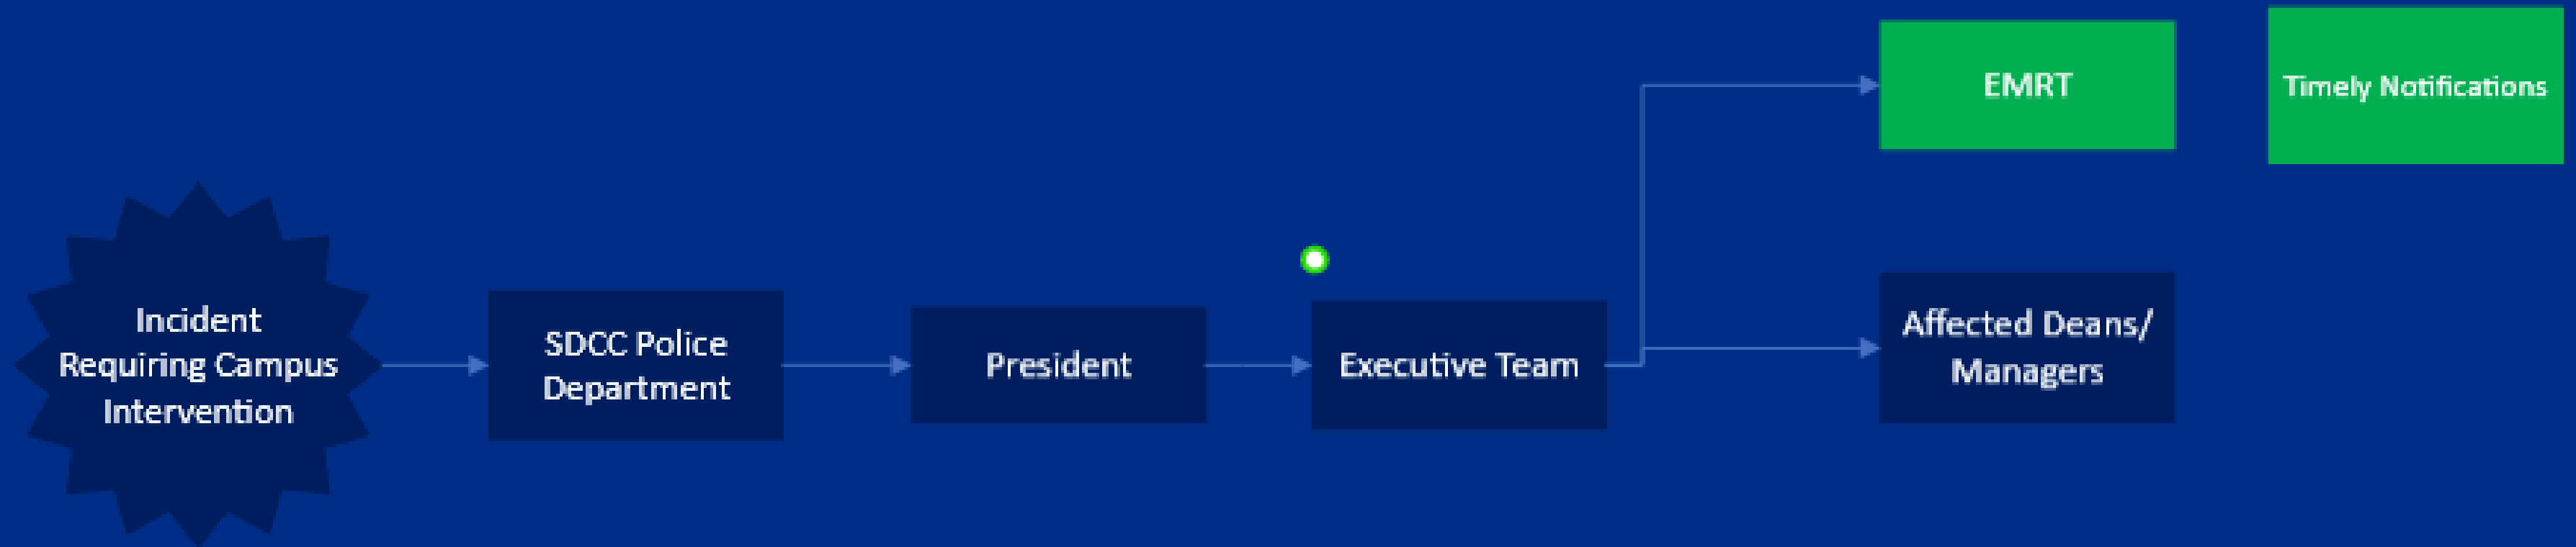 Incident
Requiring Campus
Intervention
SDCC Police
Department
President
Executive Team
EMRT
Timely Notifications
Affected Deans/
Managers